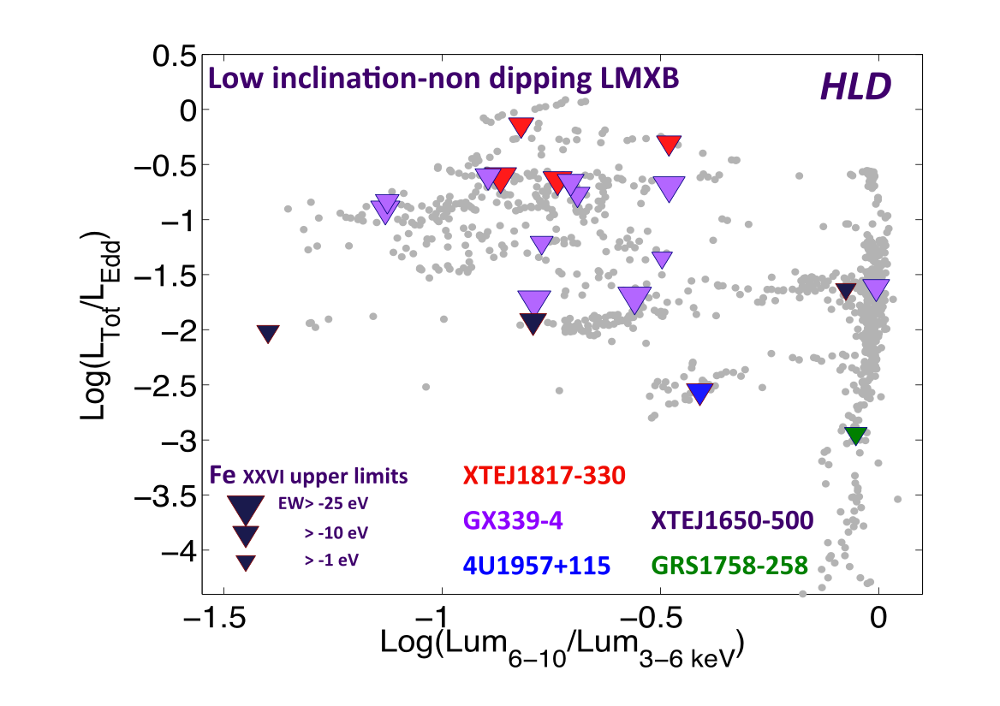 Low inclination-non dipping LMXB
HLD
0.5
0
−0.5
−1
−1.5
−2
−2.5
−3
−3.5
−4
Log(L_Tot/L_Edd)
Fe XXVI upper limits
EW> -25 eV
> -10 eV
> -1 eV
XTEJ1817-330
GX339-4
XTEJ1650-500
4U1957+115
GRS1758-258
−1.5
−1
−0.5
0
Log(Lum_6−10/Lum_3−6 keV)